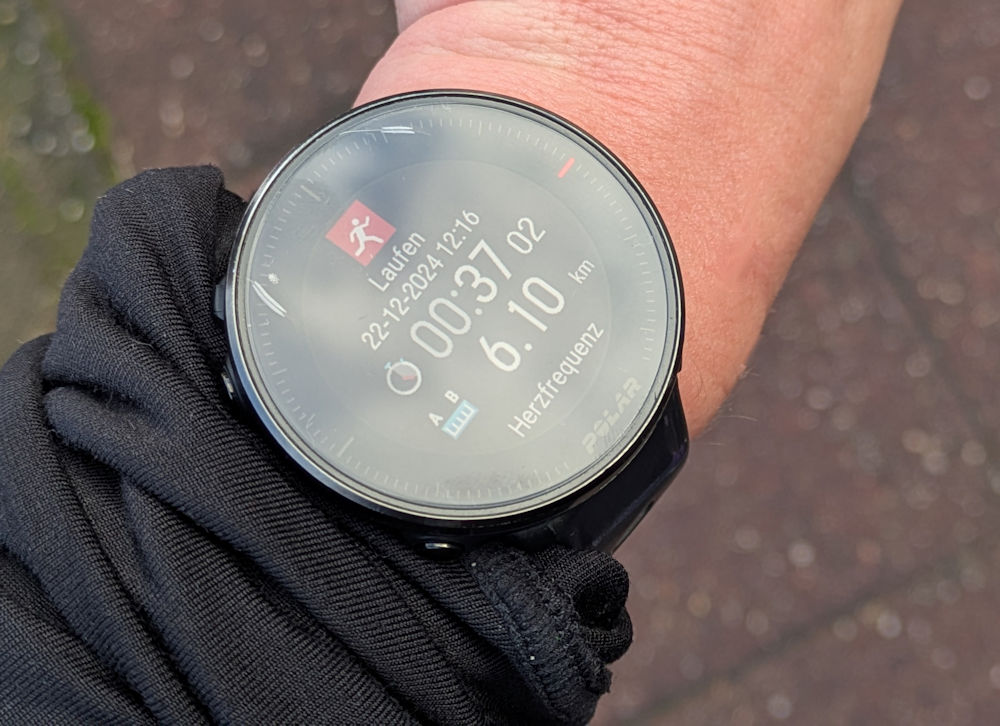 Laufen
22-12-2024 12:16
00:37 02
6.10 km
A B
Herzfrequenz
POLAR